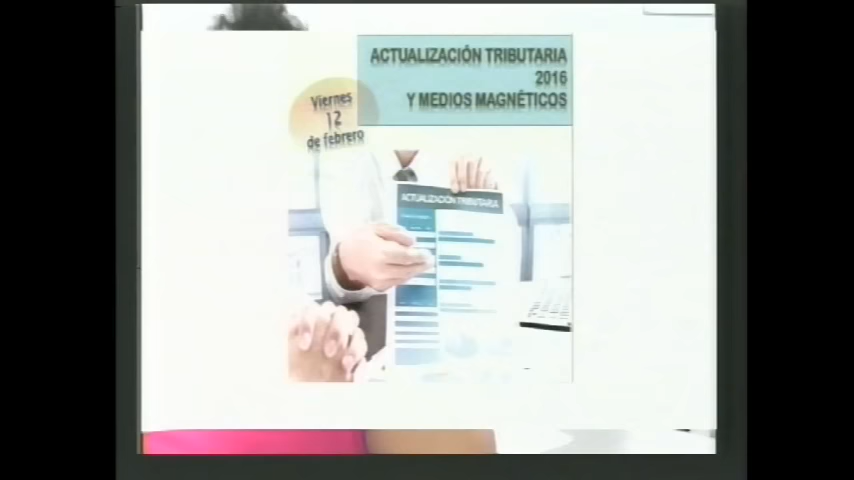 ACTUALIZACIÓN TRIBUTARIA
2016
Y MEDIOS MAGNÉTICOS
Viernes
12
de febrero
ACTUALIZACIÓN TRIBUTARIA